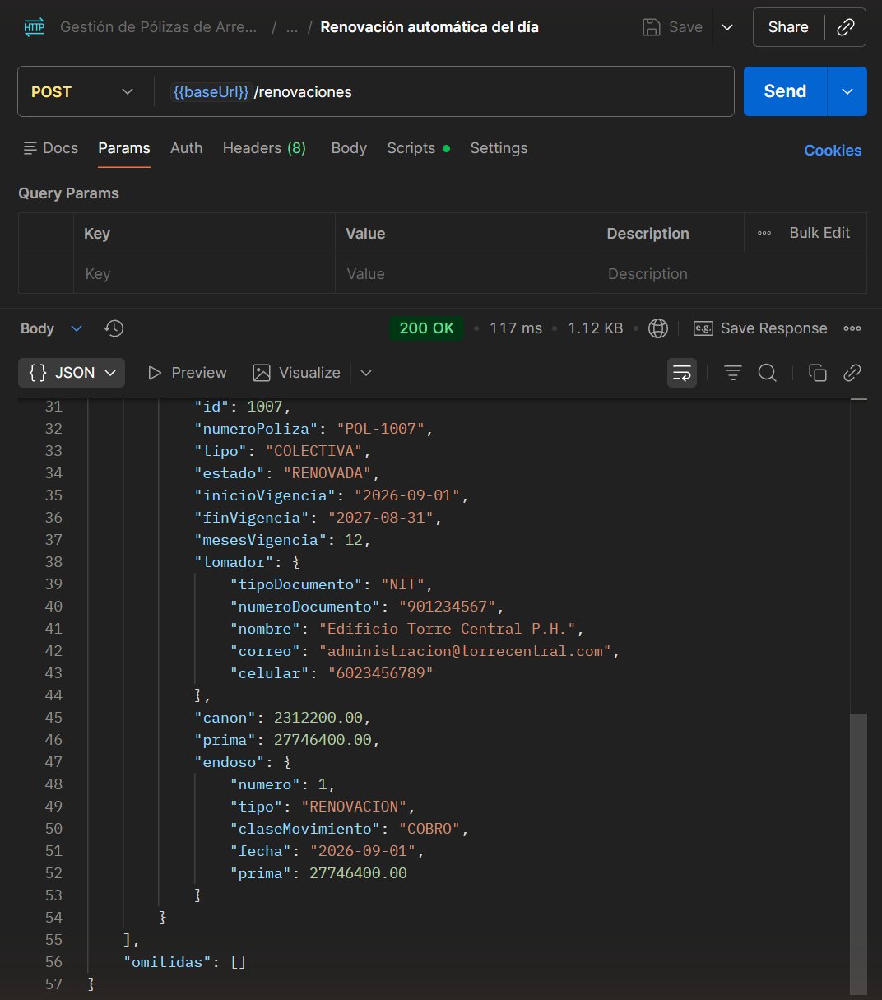 HTTP Gestión de Pólizas de Arre... / ... / Renovación automática del día Save Share
POST {{baseUrl}} /renovaciones Send
Docs Params Auth Headers (8) Body Scripts Settings Cookies
Query Params
Key Value Description Bulk Edit
Key Value Description
Body 200 OK 117 ms 1.12 KB e.g. Save Response
{} JSON Preview Visualize
31 "id": 1007,
32 "numeroPoliza": "POL-1007",
33 "tipo": "COLECTIVA",
34 "estado": "RENOVADA",
35 "inicioVigencia": "2026-09-01",
36 "finVigencia": "2027-08-31",
37 "mesesVigencia": 12,
38 "tomador": {
39 "tipoDocumento": "NIT",
40 "numeroDocumento": "901234567",
41 "nombre": "Edificio Torre Central P.H.",
42 "correo": "administracion@torrecentral.com",
43 "celular": "6023456789"
44 },
45 "canon": 2312200.00,
46 "prima": 27746400.00,
47 "endoso": {
48 "numero": 1,
49 "tipo": "RENOVACION",
50 "claseMovimiento": "COBRO",
51 "fecha": "2026-09-01",
52 "prima": 27746400.00
53 }
54 }
55 ],
56 "omitidas": []
57 }